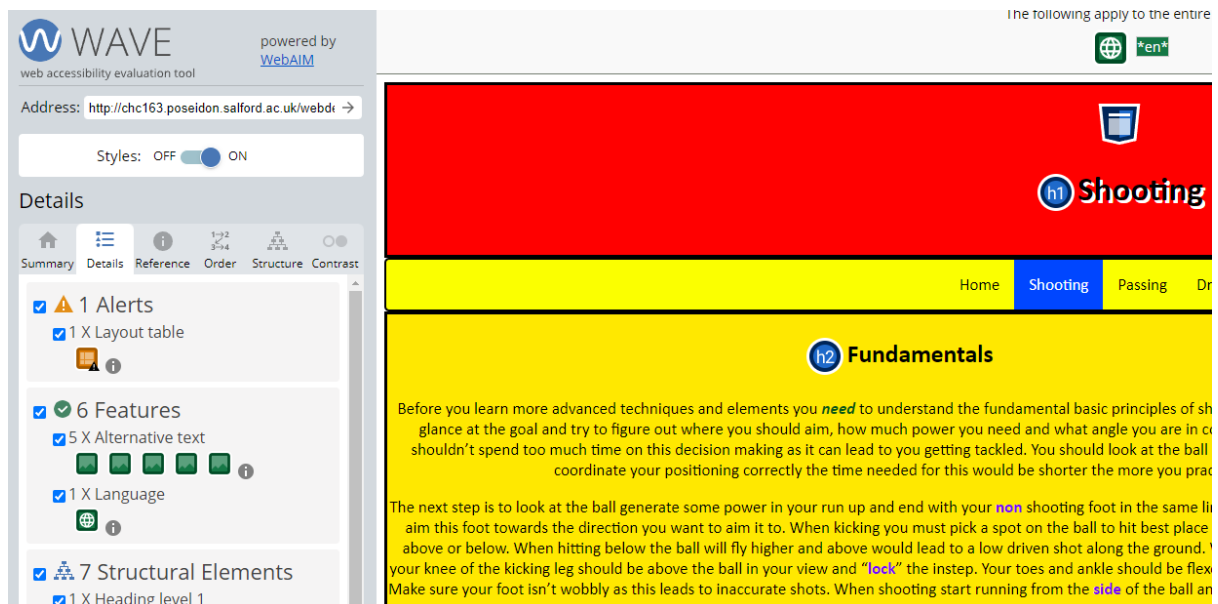 WAVE
powered by
WebAIM
web accessibility evaluation tool
Address: http://chc163.poseidon.salford.ac.uk/webde
Styles: OFF ON
Details
Summary Details Reference Order Structure Contrast
1 Alerts
1 X Layout table
6 Features
5 X Alternative text
1 X Language
7 Structural Elements
1 X Heading level 1
The following apply to the entire
*en*
h1 Shooting
Home Shooting Passing Dr
h2 Fundamentals
Before you learn more advanced techniques and elements you need to understand the fundamental basic principles of sh
glance at the goal and try to figure out where you should aim, how much power you need and what angle you are in co
shouldn't spend too much time on this decision making as it can lead to you getting tackled. You should look at the ball
coordinate your positioning correctly the time needed for this would be shorter the more you prac
The next step is to look at the ball generate some power in your run up and end with your non shooting foot in the same li
aim this foot towards the direction you want to aim it to. When kicking you must pick a spot on the ball to hit best place
above or below. When hitting below the ball will fly higher and above would lead to a low driven shot along the ground.
your knee of the kicking leg should be above the ball in your view and "lock" the instep. Your toes and ankle should be flex
Make sure your foot isn't wobbly as this leads to inaccurate shots. When shooting start running from the side of the ball an